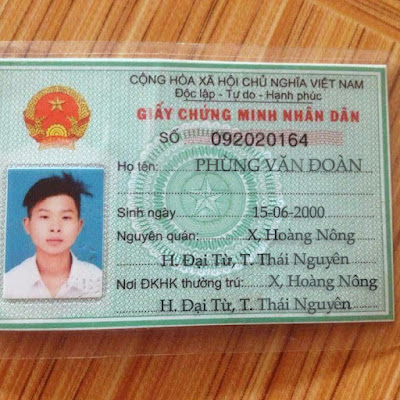 CỘNG HÒA XÃ HỘI CHỦ NGHĨA VIỆT NAM
Độc lập - Tự do - Hạnh phúc
GIẤY CHỨNG MINH NHÂN DÂN
SỐ 092020164
Họ tên: PHÙNG VĂN ĐOÀN
Sinh ngày 15-06-2000
Nguyên quán: X, Hoàng Nông
H. Đại Từ, T. Thái Nguyên
Nơi ĐKHK thường trú: X, Hoàng Nông
H. Đại Từ, T. Thái Nguyên